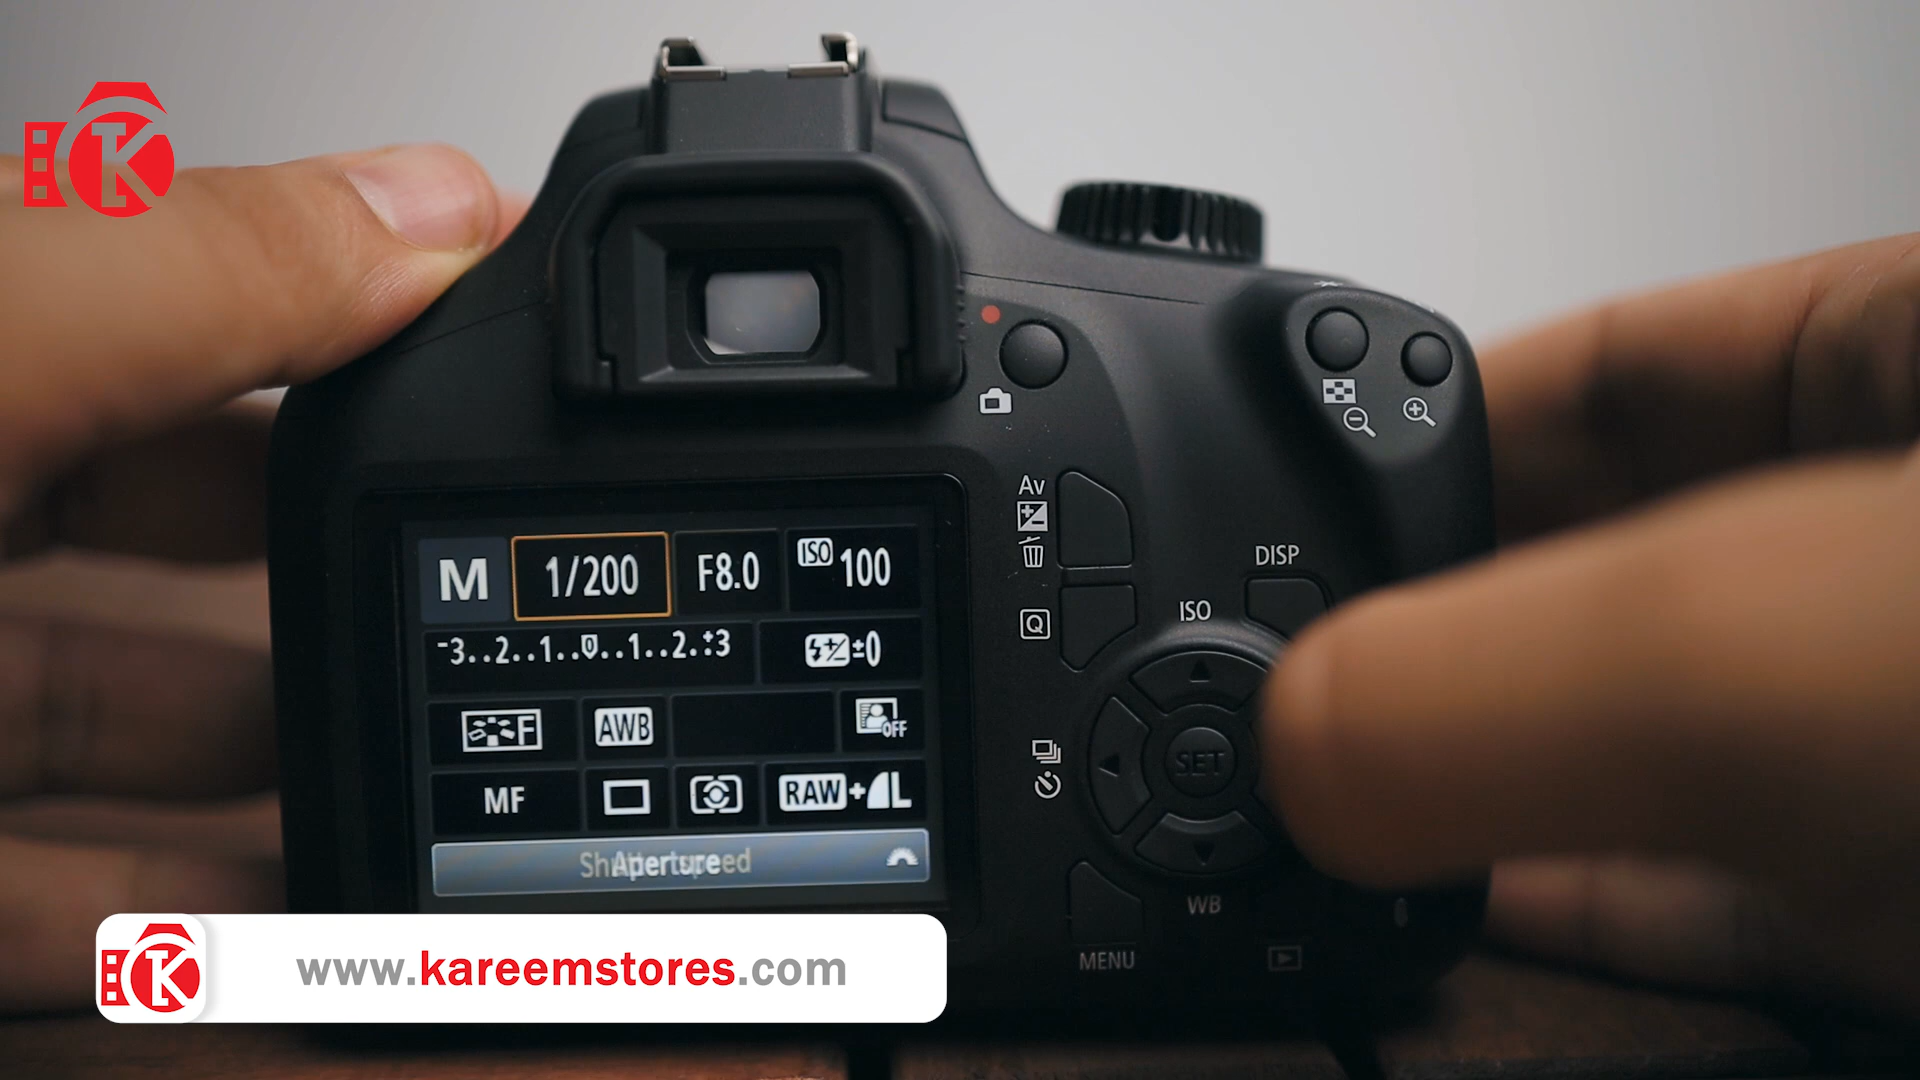 K
M 1/200 F8.0 ISO 100
-3..2..1..0..1..2.:+3 ±0
F AWB OFF
MF RAW+L
Aperture
Av
Q
DISP
ISO
SET
WB
MENU
K www.kareemstores.com